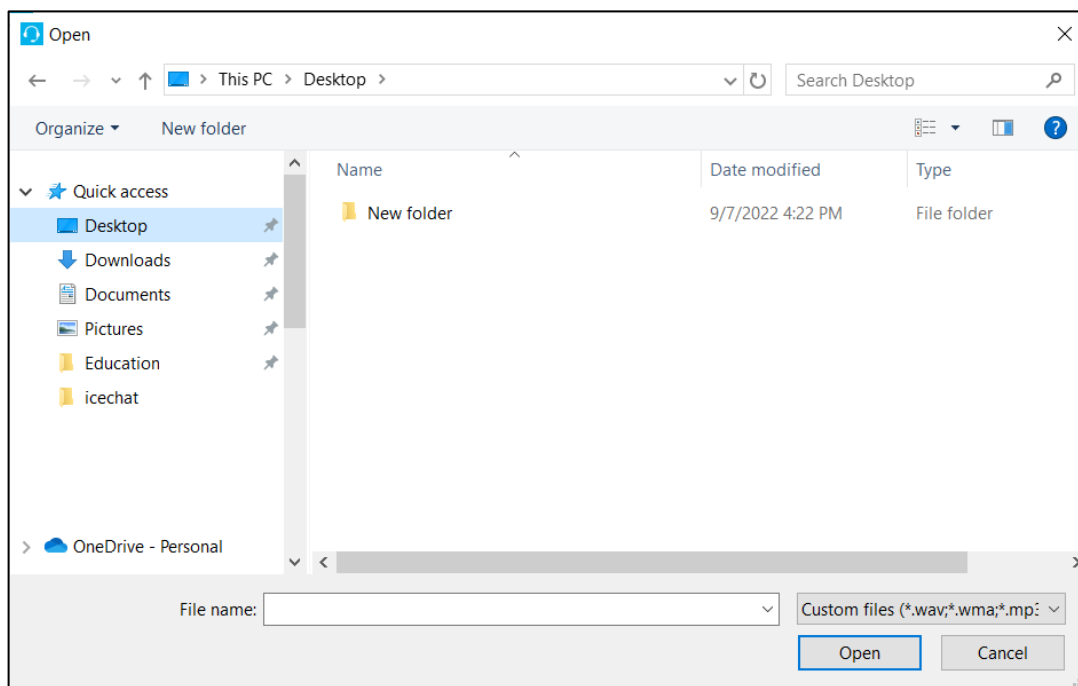 Open
This PC > Desktop >
Search Desktop
Organize
New folder
Name
Date modified
Type
Quick access
New folder
9/7/2022 4:22 PM
File folder
Desktop
Downloads
Documents
Pictures
Education
icechat
OneDrive - Personal
File name:
Custom files (*.wav;*.wma;*.mp3
Open
Cancel